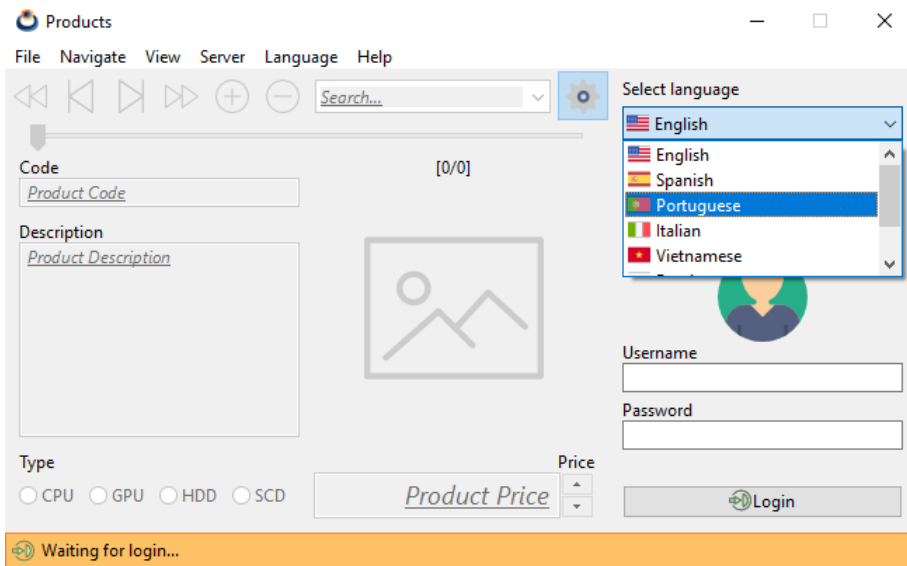 Products
File Navigate View Server Language Help
Search...
Select language
English
English
Spanish
Portuguese
Italian
Vietnamese
Code
[0/0]
Product Code
Description
Product Description
Username
Password
Type
Price
CPU GPU HDD SCD
Product Price
Login
Waiting for login...